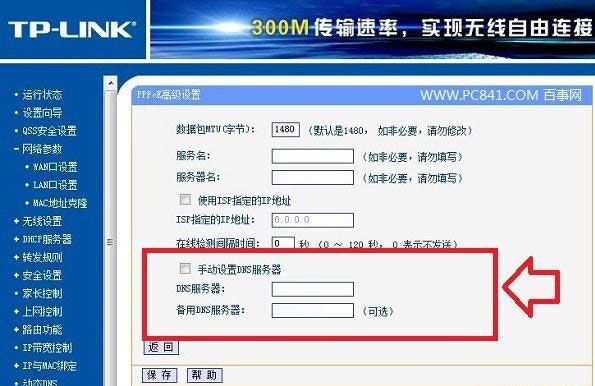 TP-LINK® 300M 传输速率，实现无线自由连接
• 运行状态
• 设置向导
• QSS安全设置
- 网络参数
• WAN口设置
• LAN口设置
• MAC地址克隆
+ 无线设置
+ DHCP服务器
+ 转发规则
+ 安全设置
• 家长控制
+ 上网控制
+ 路由功能
• IP带宽控制
+ IP与MAC绑定
• 动态DNS
PPPoE高级设置 WWW.PC841.COM 百事网
数据包MTU(字节)： 1480 (默认是1480， 如非必要，请勿修改)
服务名： (如非必要，请勿填写)
服务器名： (如非必要，请勿填写)
使用ISP指定的IP地址
ISP指定的IP地址： 0.0.0.0
在线检测间隔时间： 0 秒 (0 ～ 120 秒，0 表示不发送)
手动设置DNS服务器
DNS服务器：
备用DNS服务器： (可选)
返 回
保 存 帮 助